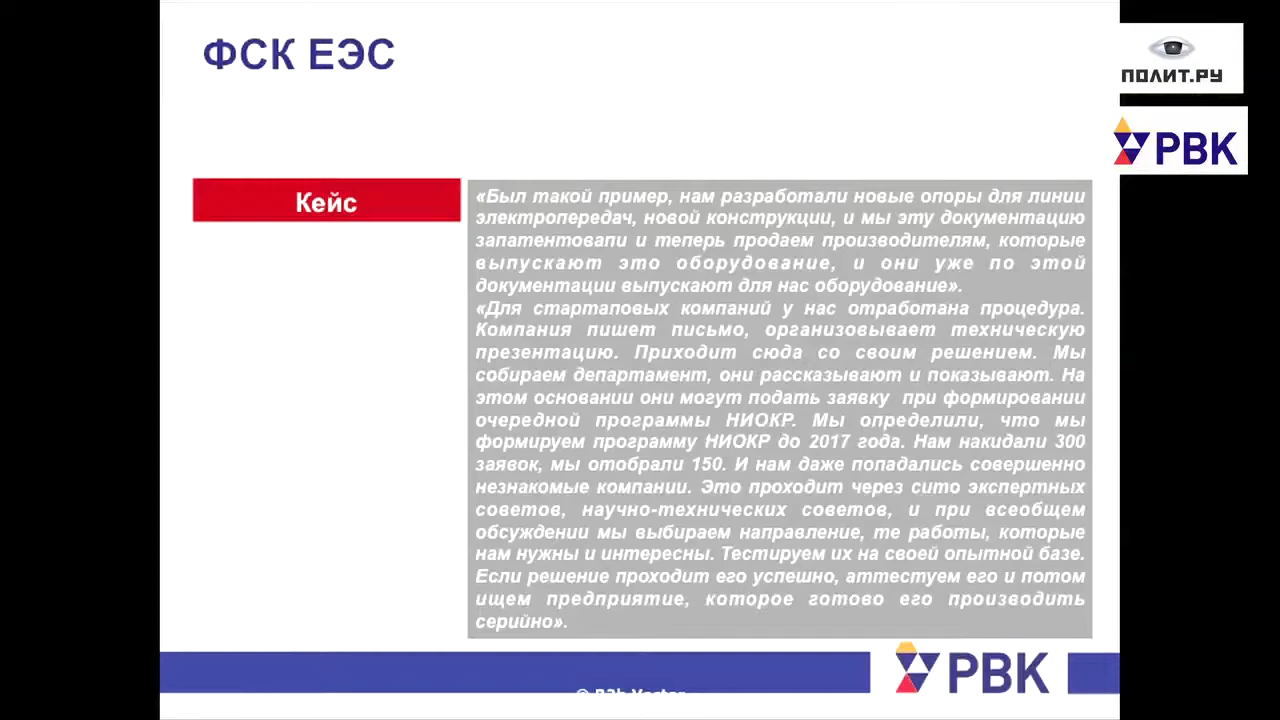 ФСК ЕЭС
ПОЛИТ.РУ
РВК
Кейс
«Был такой пример, нам разработали новые опоры для линии
электропередач, новой конструкции, и мы эту документацию
запатентовали и теперь продаем производителям, которые
выпускают это оборудование, и они уже по этой
документации выпускают для нас оборудование».
«Для стартаповых компаний у нас отработана процедура.
Компания пишет письмо, организовывает техническую
презентацию. Приходит сюда со своим решением. Мы
собираем департамент, они рассказывают и показывают. На
этом основании они могут подать заявку при формировании
очередной программы НИОКР. Мы определили, что мы
формируем программу НИОКР до 2017 года. Нам накидали 300
заявок, мы отобрали 150. И нам даже попадались совершенно
незнакомые компании. Это проходит через сито экспертных
советов, научно-технических советов, и при всеобщем
обсуждении мы выбираем направление, те работы, которые
нам нужны и интересны. Тестируем их на своей опытной базе.
Если решение проходит его успешно, аттестуем его и потом
ищем предприятие, которое готово его производить
серийно».
РВК